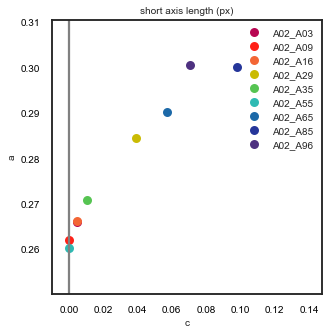 short axis length (px)
0.31
0.30
0.29
0.28
0.27
0.26
a
A02_A03
A02_A09
A02_A16
A02_A29
A02_A35
A02_A55
A02_A65
A02_A85
A02_A96
0.00 0.02 0.04 0.06 0.08 0.10 0.12 0.14
c